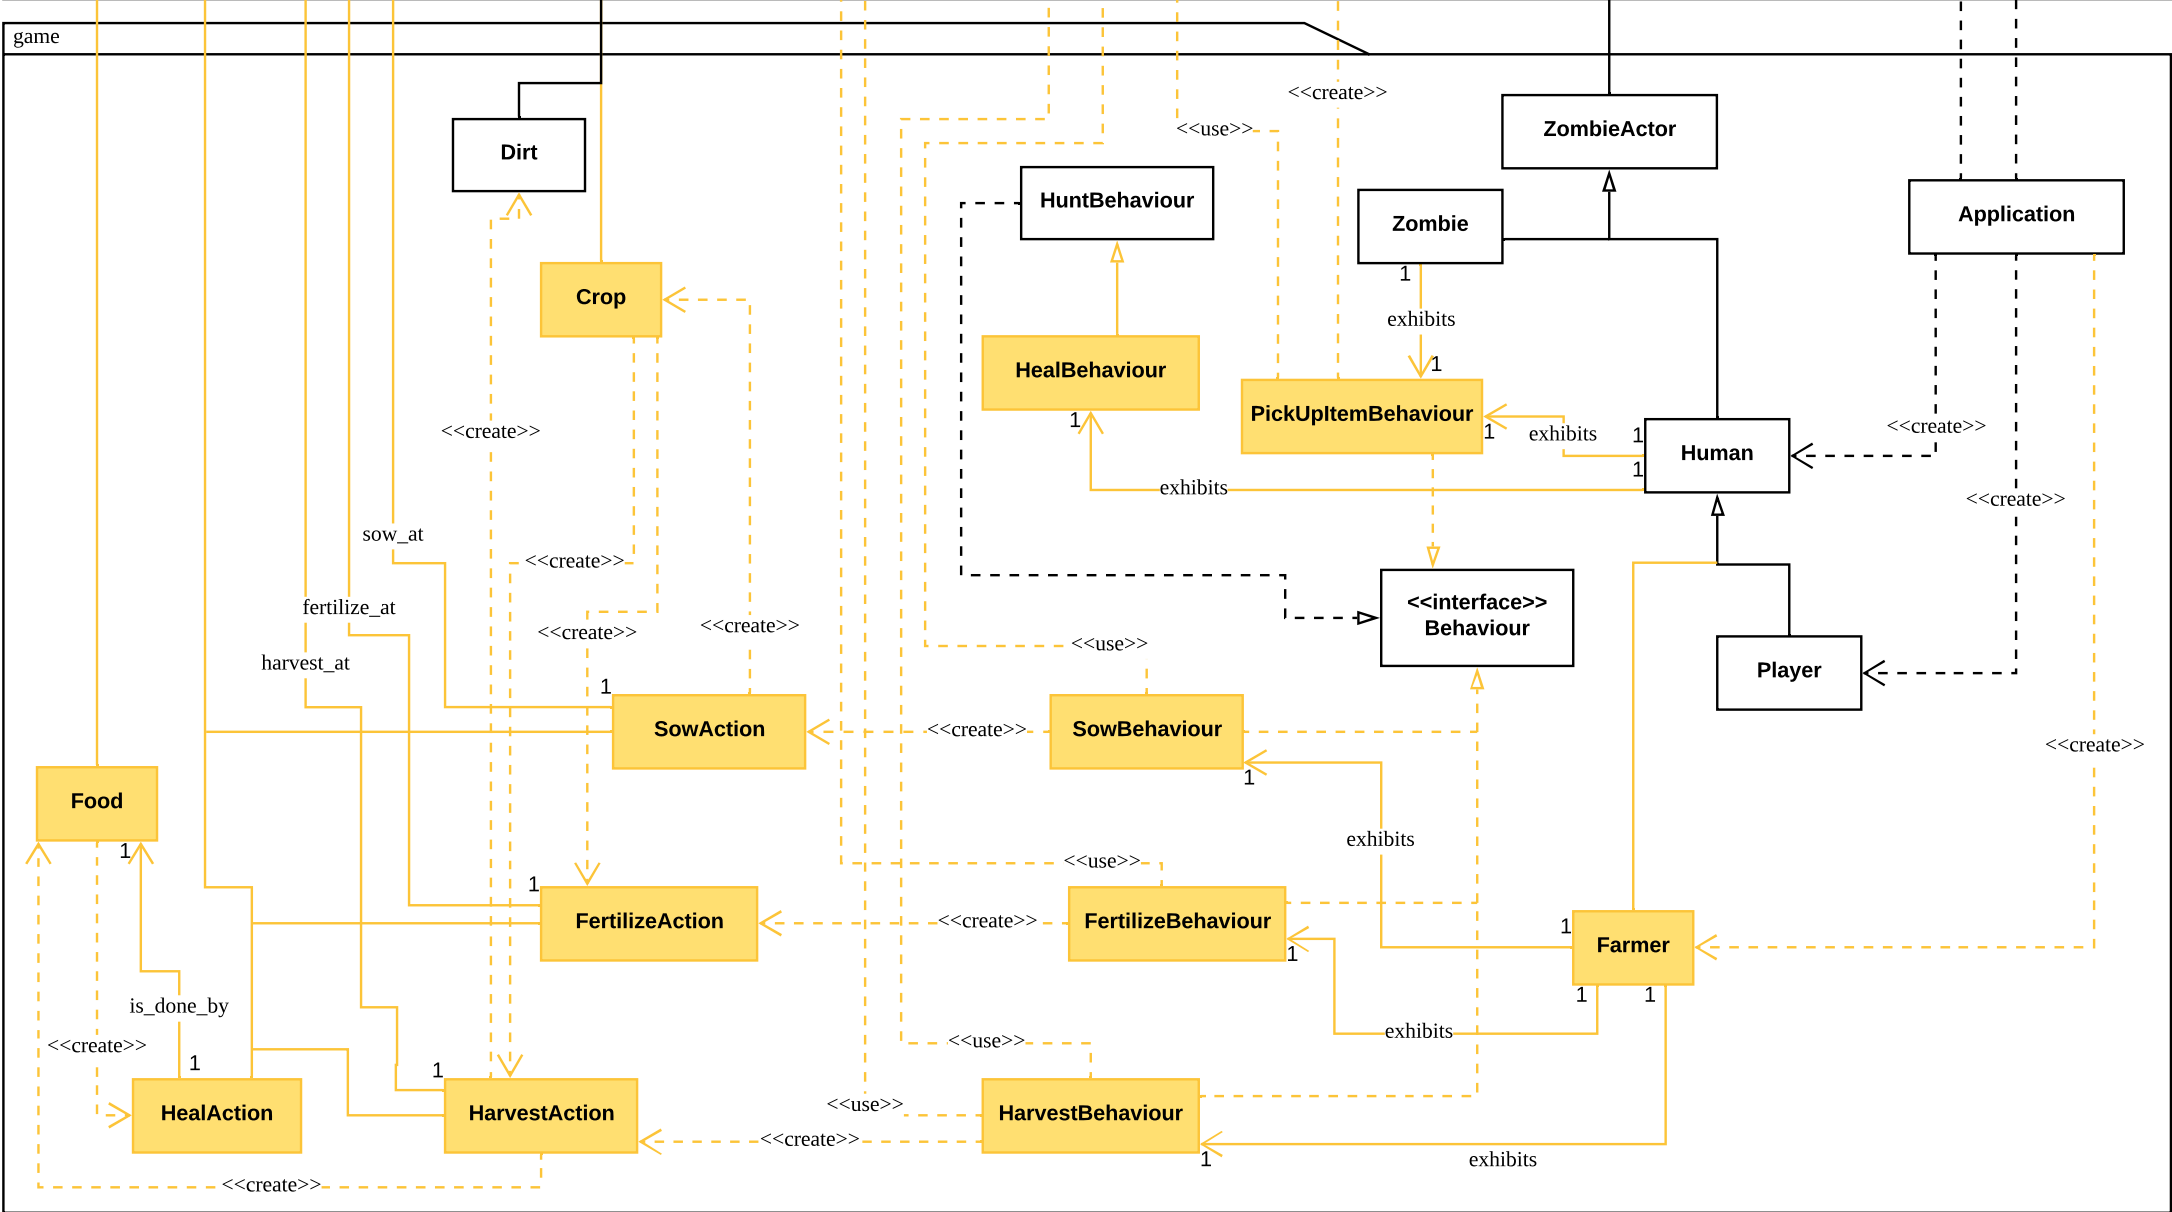 game
<<create>>
<<use>>
ZombieActor
Dirt
HuntBehaviour
Zombie
Application
1
exhibits
Crop
1
HealBehaviour
PickUpItemBehaviour
1
1
exhibits
1
Human
1
<<create>>
<<create>>
exhibits
<<create>>
sow_at
<<create>>
<<interface>>
Behaviour
fertilize_at
<<create>>
<<create>>
<<use>>
harvest_at
Player
1
SowAction
<<create>>
SowBehaviour
<<create>>
1
Food
1
exhibits
<<use>>
1
FertilizeAction
<<create>>
FertilizeBehaviour
1
1
Farmer
1
1
is_done_by
exhibits
<<create>>
<<use>>
1
1
HealAction
HarvestAction
<<use>>
HarvestBehaviour
<<create>>
1
exhibits
<<create>>